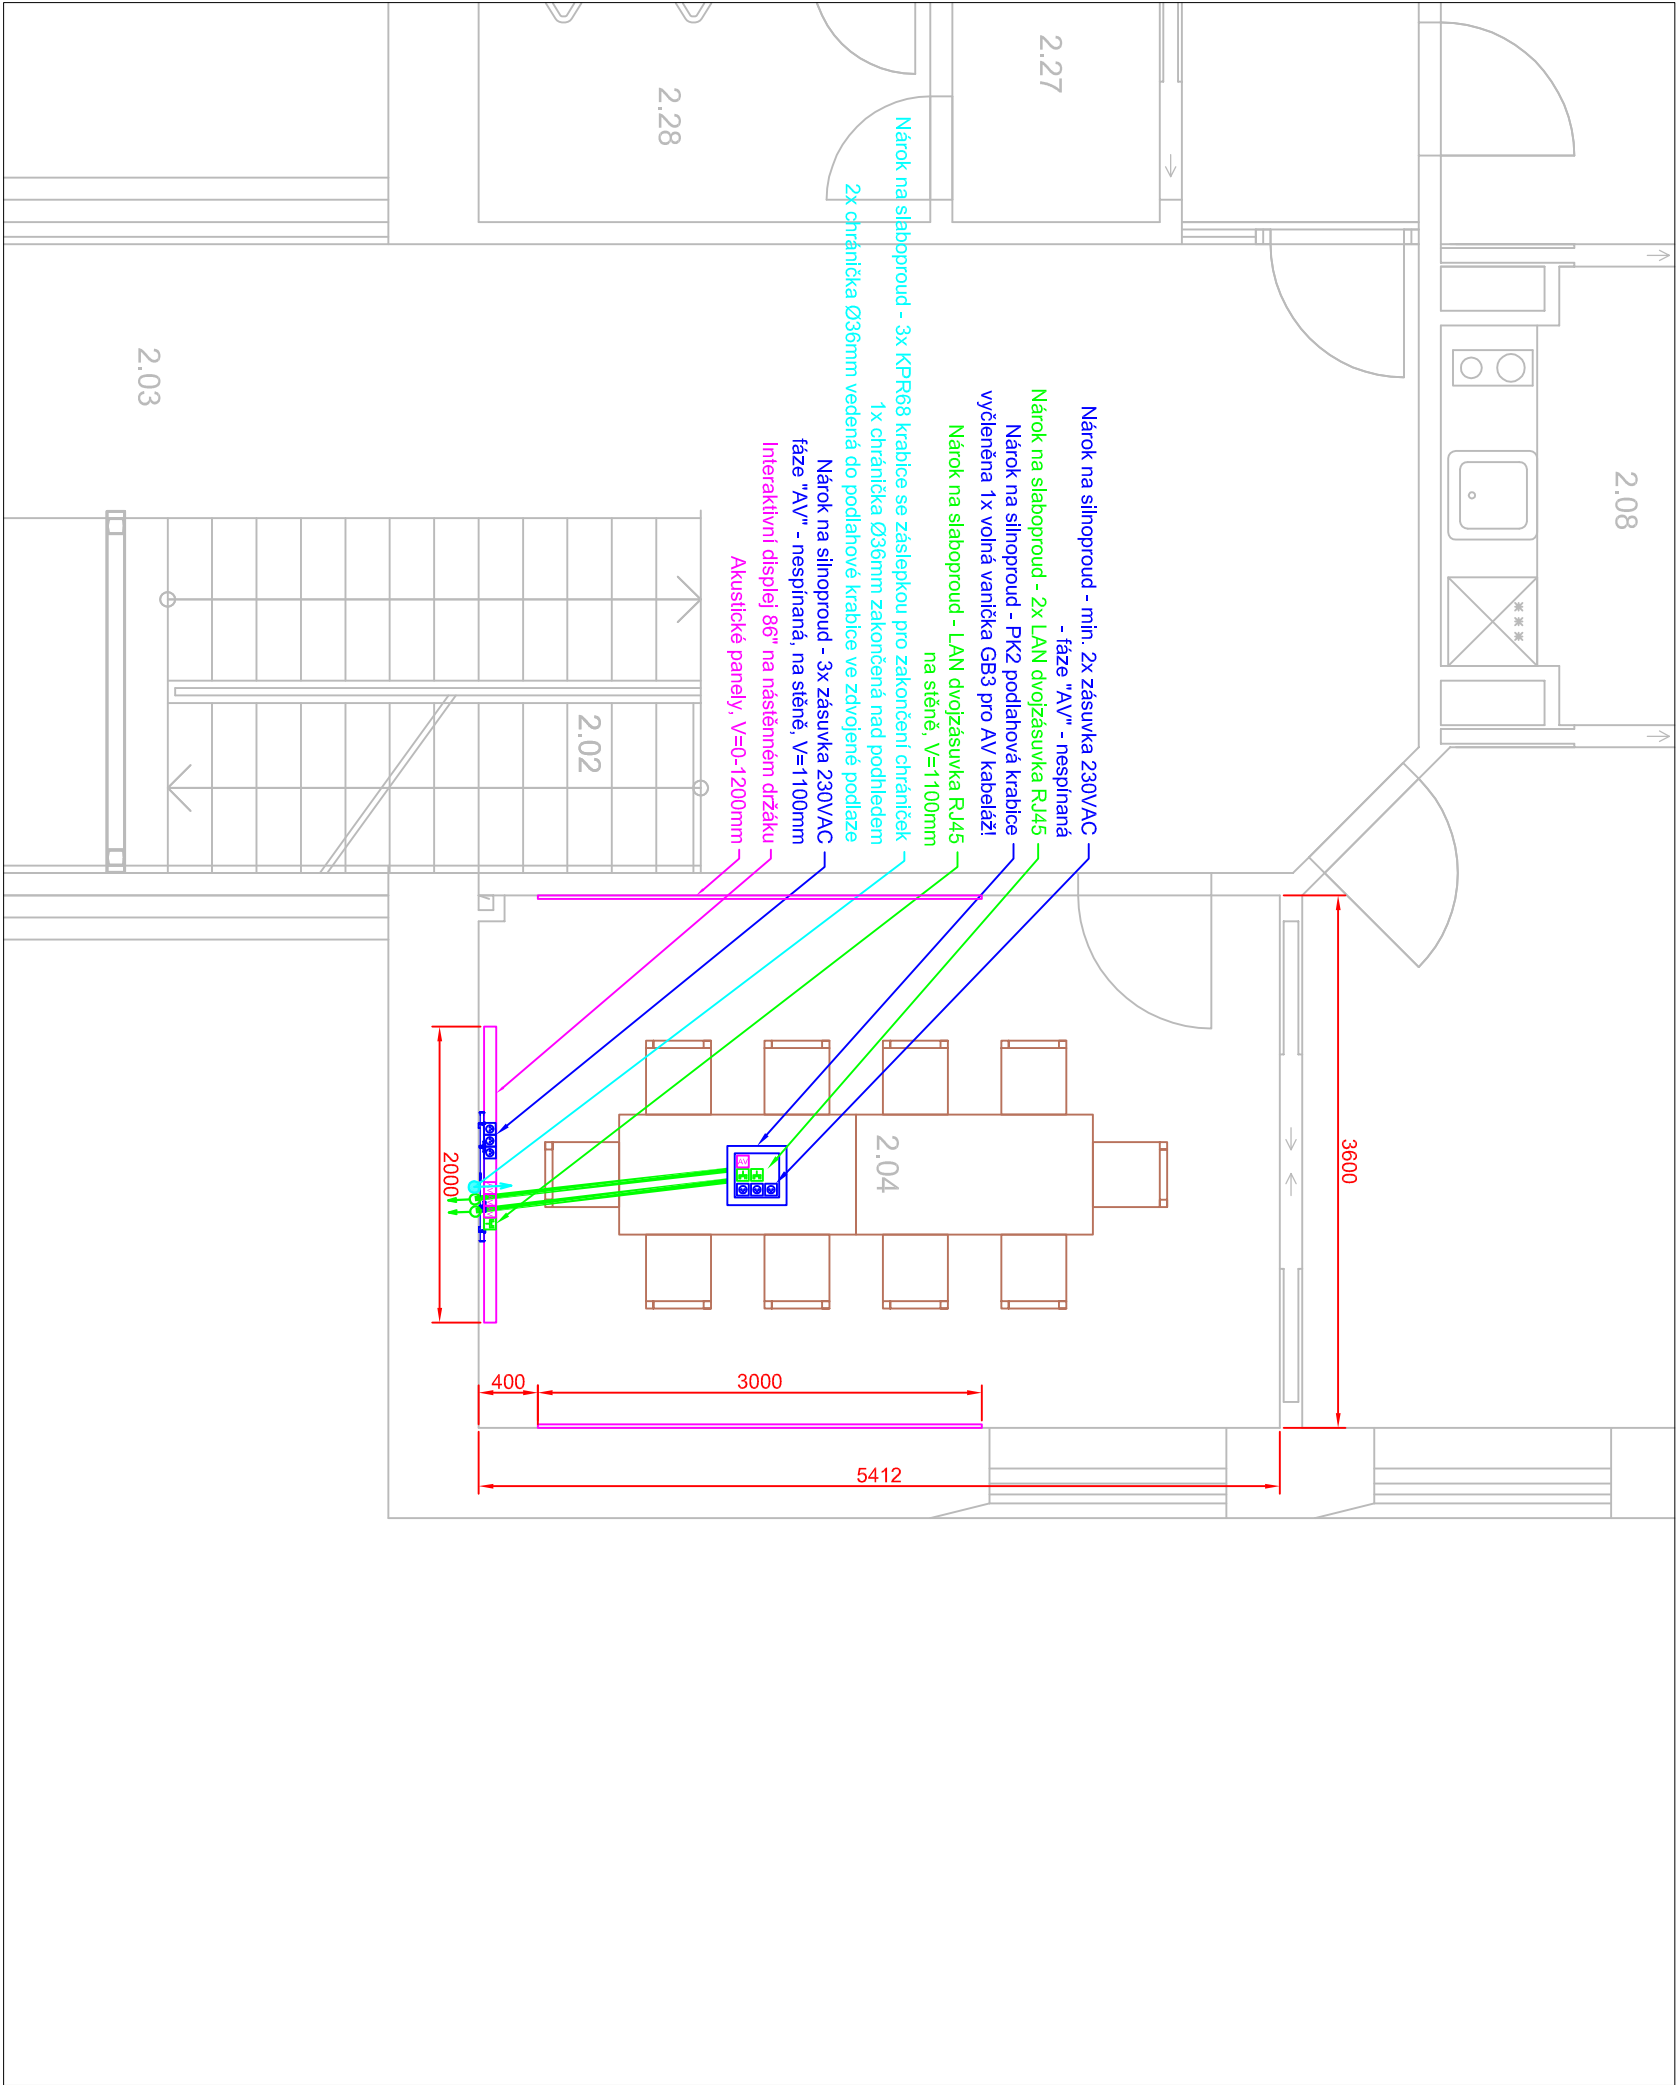 2.08
2.27
2.28
2.03
2.02
2.04
Nárok na silnoproud - min. 2x zásuvka 230VAC
- fáze "AV" - nespínaná
Nárok na slaboproud - 2x LAN dvojzásuvka RJ45
Nárok na silnoproud - PK2 podlahová krabice
vyčleněna 1x volná vanička GB3 pro AV kabeláž!
Nárok na slaboproud - LAN dvojzásuvka RJ45
na stěně, V=1100mm
Nárok na slaboproud - 3x KPR68 krabice se záslepkou pro zakončení chrániček
1x chránička Ø36mm zakončená nad podhledem
2x chránička Ø36mm vedená do podlahové krabice ve zdvojené podlaze
Nárok na silnoproud - 3x zásuvka 230VAC
fáze "AV" - nespínaná, na stěně, V=1100mm
Interaktivní displej 86" na nástěnném držáku
Akustické panely, V=0-1200mm
3600
2000
400
3000
5412
AV